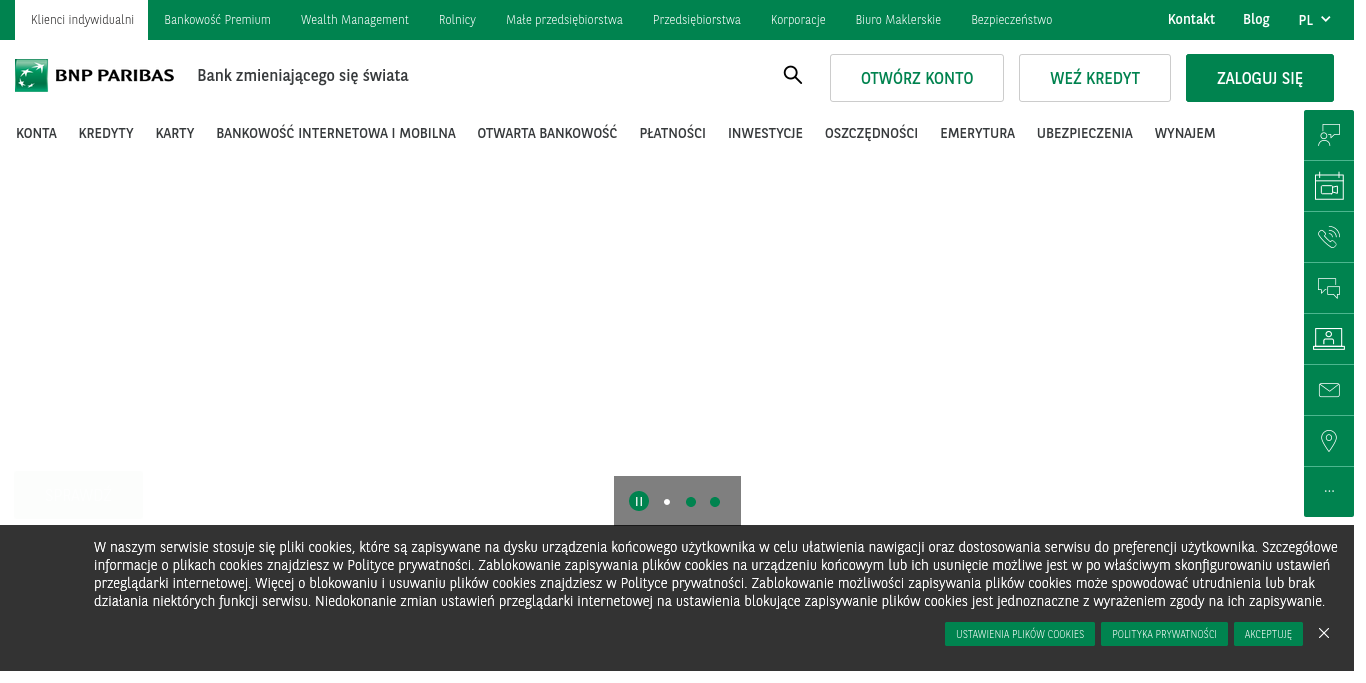 Klienci indywidualni Bankowość Premium Wealth Management Rolnicy Małe przedsiębiorstwa Przedsiębiorstwa Korporacje Biuro Maklerskie Bezpieczeństwo Kontakt Blog PL
BNP PARIBAS Bank zmieniającego się świata OTWÓRZ KONTO WEŹ KREDYT ZALOGUJ SIĘ
KONTA KREDYTY KARTY BANKOWOŚĆ INTERNETOWA I MOBILNA OTWARTA BANKOWOŚĆ PŁATNOŚCI INWESTYCJE OSZCZĘDNOŚCI EMERYTURA UBEZPIECZENIA WYNAJEM
W naszym serwisie stosuje się pliki cookies, które są zapisywane na dysku urządzenia końcowego użytkownika w celu ułatwienia nawigacji oraz dostosowania serwisu do preferencji użytkownika. Szczegółowe
informacje o plikach cookies znajdziesz w Polityce prywatności. Zablokowanie zapisywania plików cookies na urządzeniu końcowym lub ich usunięcie możliwe jest w po właściwym skonfigurowaniu ustawień
przeglądarki internetowej. Więcej o blokowaniu i usuwaniu plików cookies znajdziesz w Polityce prywatności. Zablokowanie możliwości zapisywania plików cookies może spowodować utrudnienia lub brak
działania niektórych funkcji serwisu. Niedokonanie zmian ustawień przeglądarki internetowej na ustawienia blokujące zapisywanie plików cookies jest jednoznaczne z wyrażeniem zgody na ich zapisywanie.
USTAWIENIA PLIKÓW COOKIES POLITYKA PRYWATNOŚCI AKCEPTUJĘ